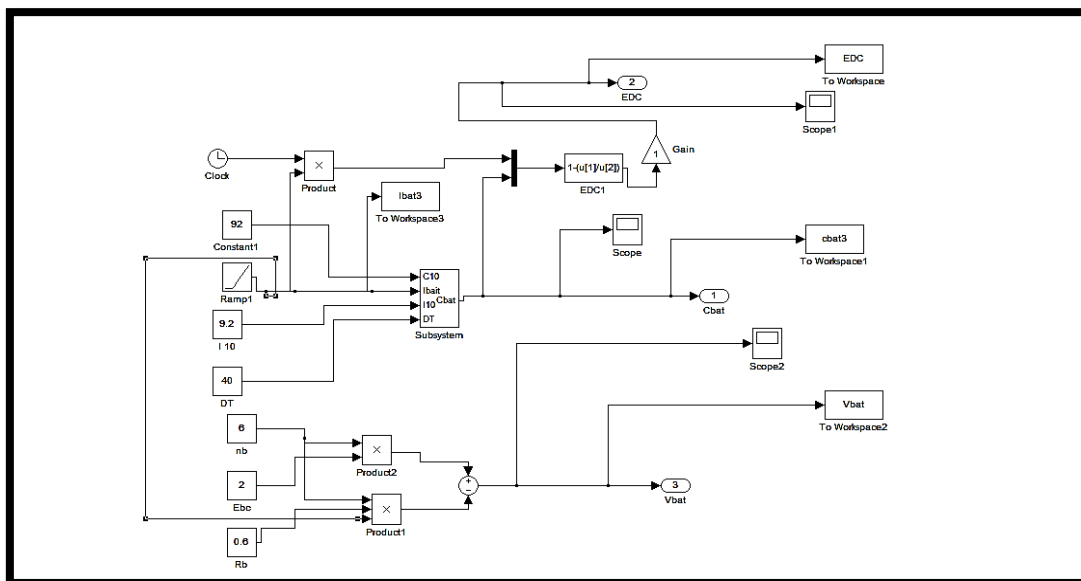 EDC
To Workspace
2
EDC
Scope1
1
Gain
Clock
×
Product
1-(u[1]/u[2])
EDC1
Ibat3
To Workspace3
92
Constant1
Scope
cbat3
To Workspace1
Ramp1
C10
Ibait
Cbat
I10
DT
Subsystem
1
Cbat
9.2
I 10
Scope2
40
DT
Vbat
To Workspace2
6
nb
×
Product2
+
−
2
Ebc
3
Vbat
×
Product1
0.6
Rb